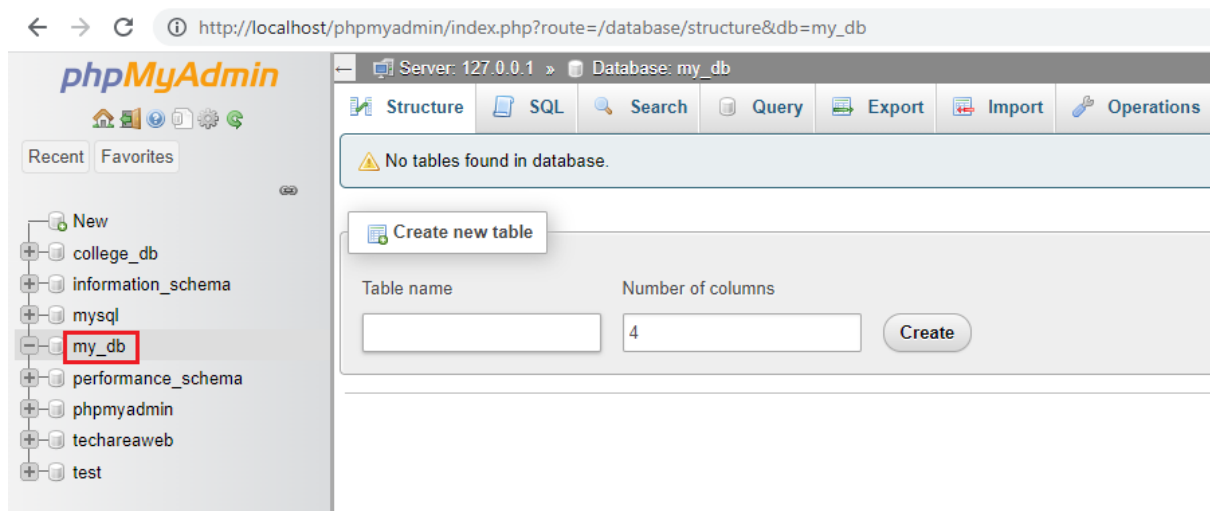 http://localhost/phpmyadmin/index.php?route=/database/structure&db=my_db
phpMyAdmin
Recent Favorites
New
college_db
information_schema
mysql
my_db
performance_schema
phpmyadmin
techareaweb
test
Server: 127.0.0.1 » Database: my_db
Structure SQL Search Query Export Import Operations
No tables found in database.
Create new table
Table name Number of columns
4 Create